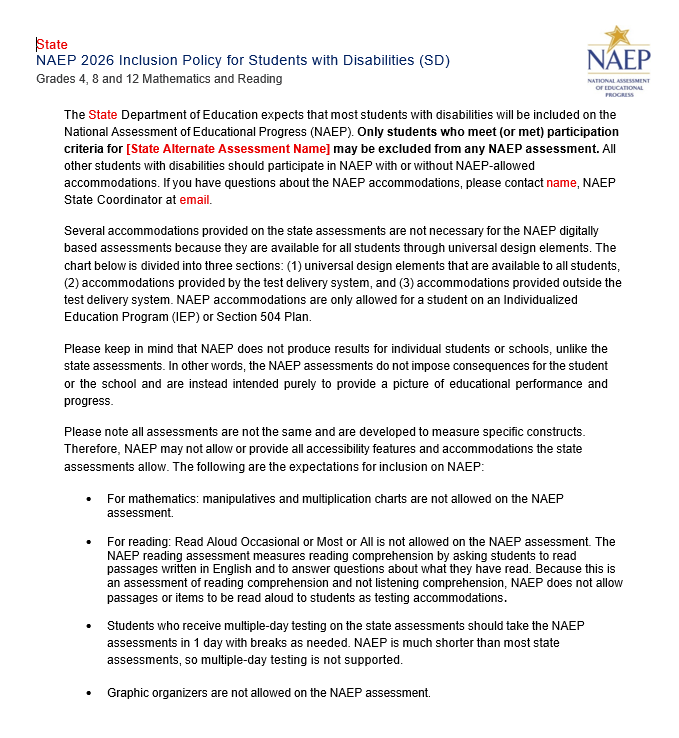 State
NAEP 2026 Inclusion Policy for Students with Disabilities (SD)
Grades 4, 8 and 12 Mathematics and Reading
NAEP
NATIONAL ASSESSMENT
OF EDUCATIONAL
PROGRESS
The State Department of Education expects that most students with disabilities will be included on the
National Assessment of Educational Progress (NAEP). Only students who meet (or met) participation
criteria for [State Alternate Assessment Name] may be excluded from any NAEP assessment. All
other students with disabilities should participate in NAEP with or without NAEP-allowed
accommodations. If you have questions about the NAEP accommodations, please contact name, NAEP
State Coordinator at email.
Several accommodations provided on the state assessments are not necessary for the NAEP digitally
based assessments because they are available for all students through universal design elements. The
chart below is divided into three sections: (1) universal design elements that are available to all students,
(2) accommodations provided by the test delivery system, and (3) accommodations provided outside the
test delivery system. NAEP accommodations are only allowed for a student on an Individualized
Education Program (IEP) or Section 504 Plan.
Please keep in mind that NAEP does not produce results for individual students or schools, unlike the
state assessments. In other words, the NAEP assessments do not impose consequences for the student
or the school and are instead intended purely to provide a picture of educational performance and
progress.
Please note all assessments are not the same and are developed to measure specific constructs.
Therefore, NAEP may not allow or provide all accessibility features and accommodations the state
assessments allow. The following are the expectations for inclusion on NAEP:
• For mathematics: manipulatives and multiplication charts are not allowed on the NAEP
assessment.
• For reading: Read Aloud Occasional or Most or All is not allowed on the NAEP assessment. The
NAEP reading assessment measures reading comprehension by asking students to read
passages written in English and to answer questions about what they have read. Because this is
an assessment of reading comprehension and not listening comprehension, NAEP does not allow
passages or items to be read aloud to students as testing accommodations.
• Students who receive multiple-day testing on the state assessments should take the NAEP
assessments in 1 day with breaks as needed. NAEP is much shorter than most state
assessments, so multiple-day testing is not supported.
• Graphic organizers are not allowed on the NAEP assessment.